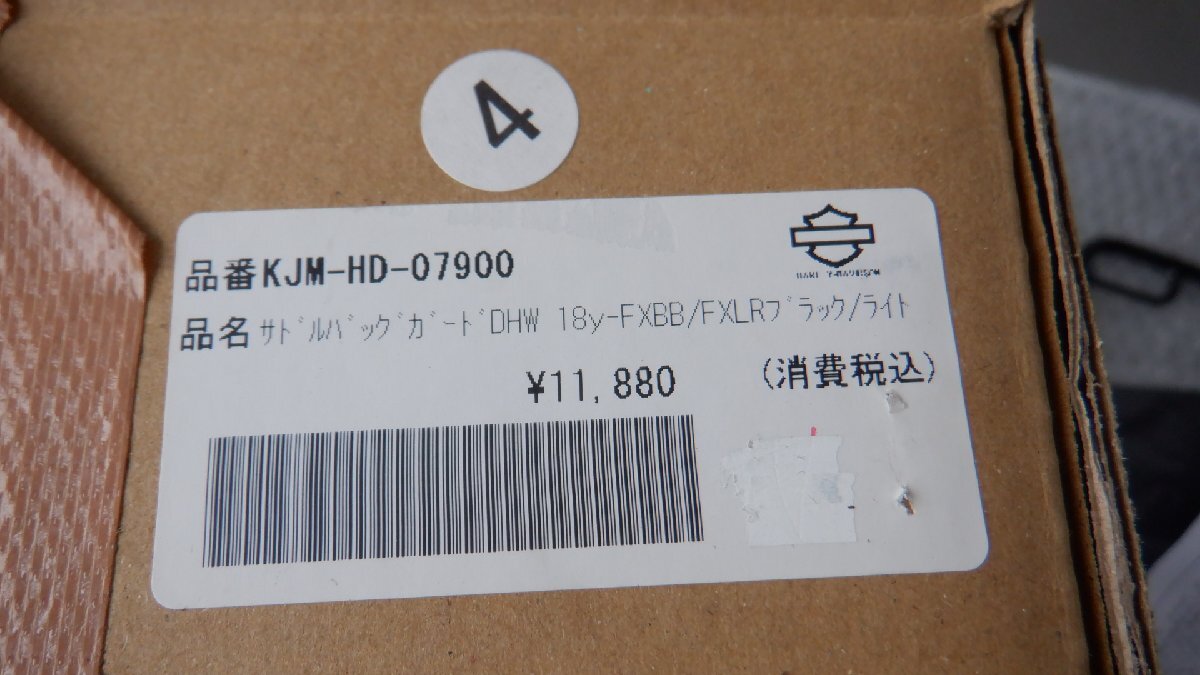 4
HARLEY-DAVIDSON
品番KJM-HD-07900
品名ｻﾄﾞﾙﾊﾞｯｸﾞｶﾞｰﾄﾞDHW 18y-FXBB/FXLRﾌﾞﾗｯｸ/ﾗｲﾄ
¥11,880 (消費税込)